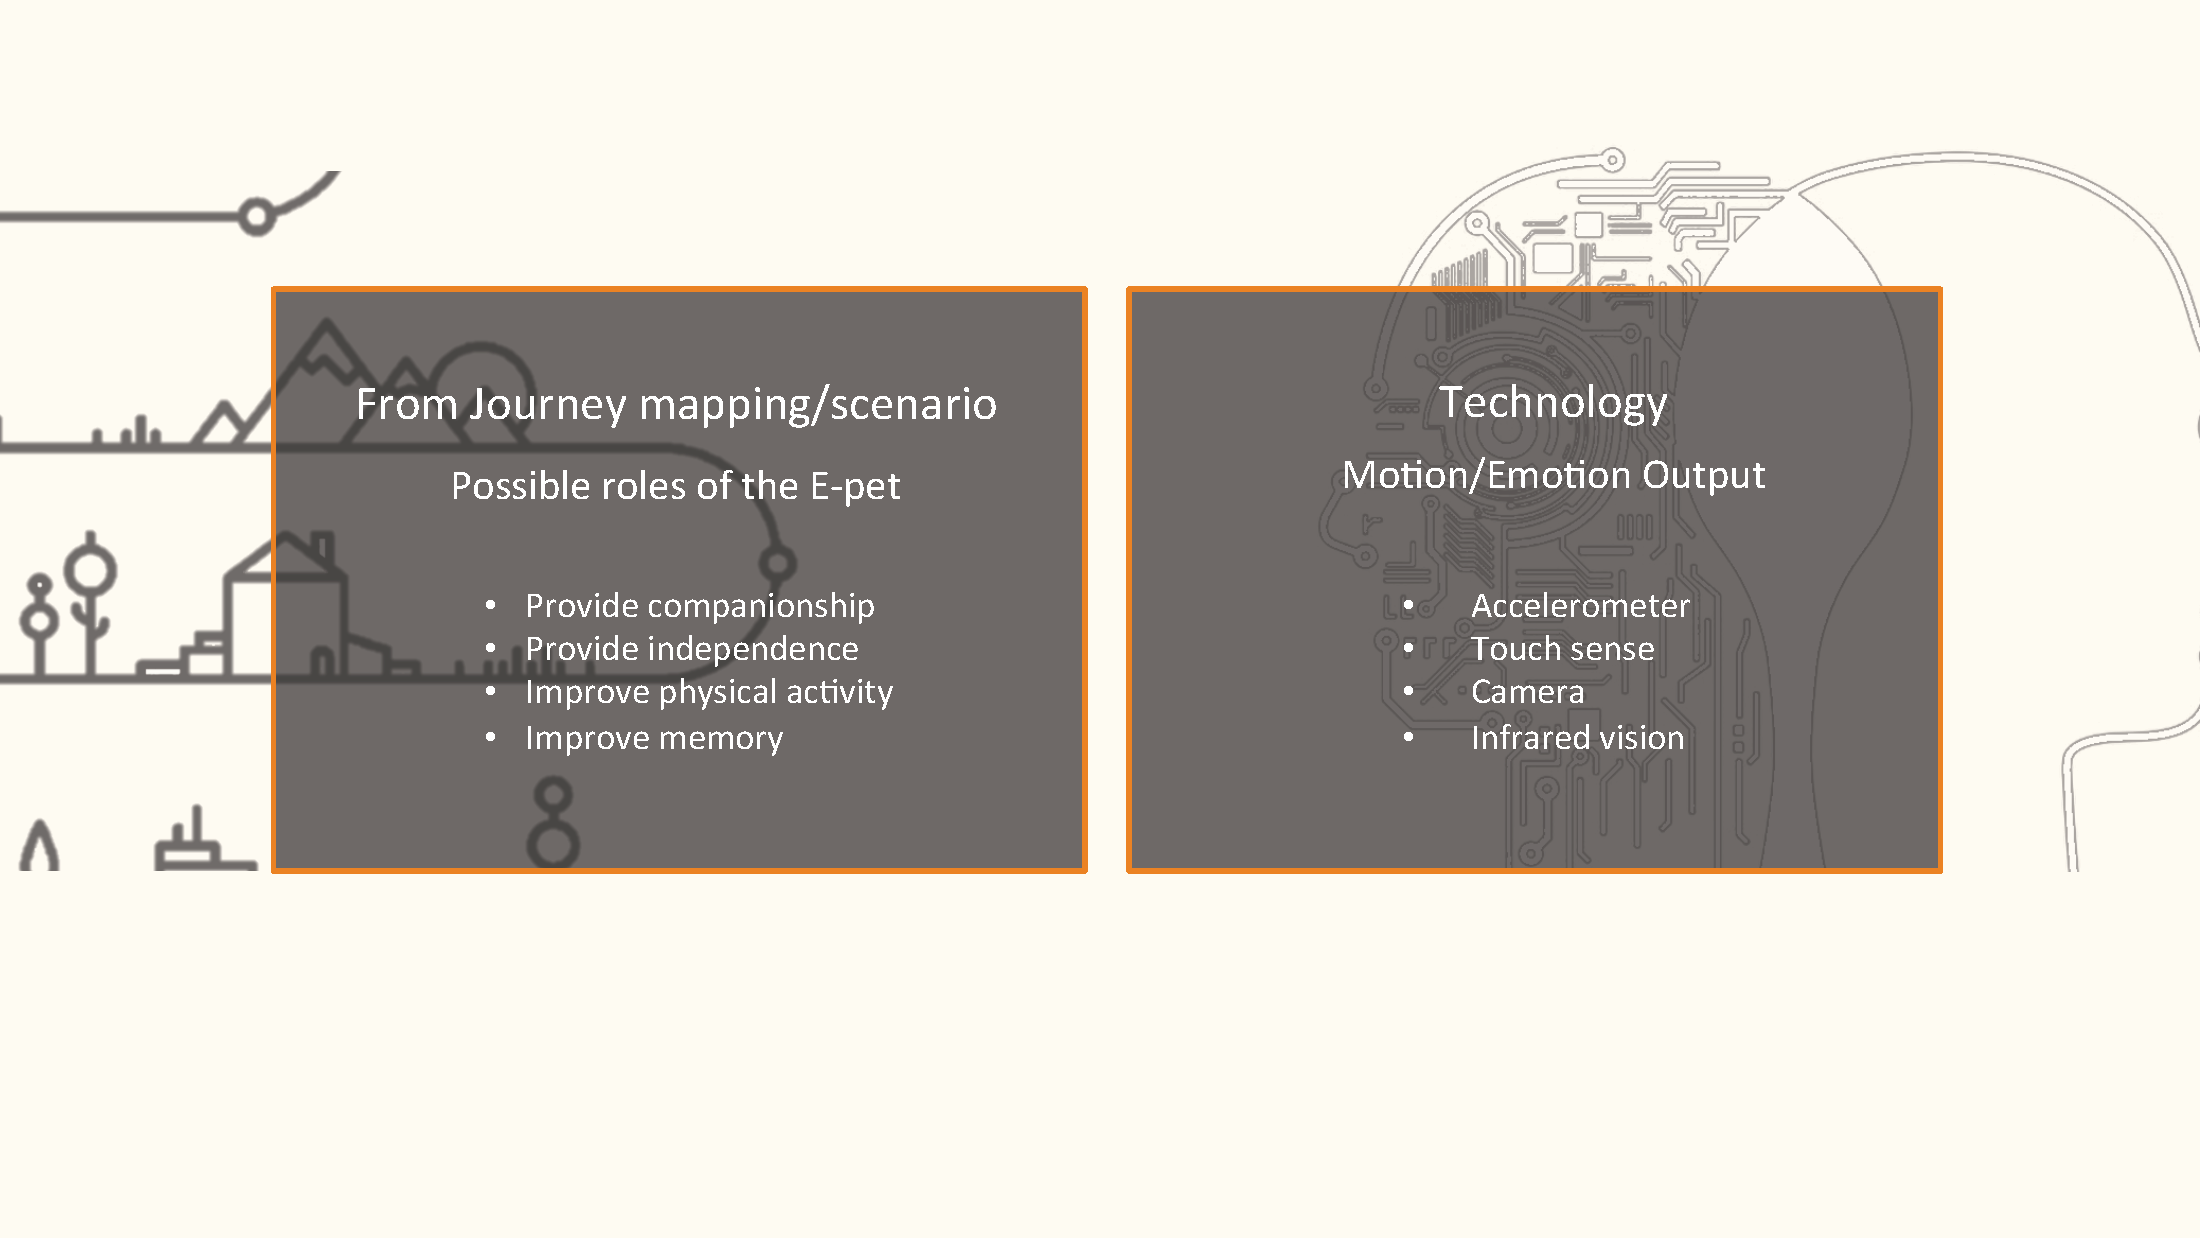 From Journey mapping/scenario
Possible roles of the E-pet
• Provide companionship
• Provide independence
• Improve physical activity
• Improve memory
Technology
Motion/Emotion Output
• Accelerometer
• Touch sense
• Camera
• Infrared vision